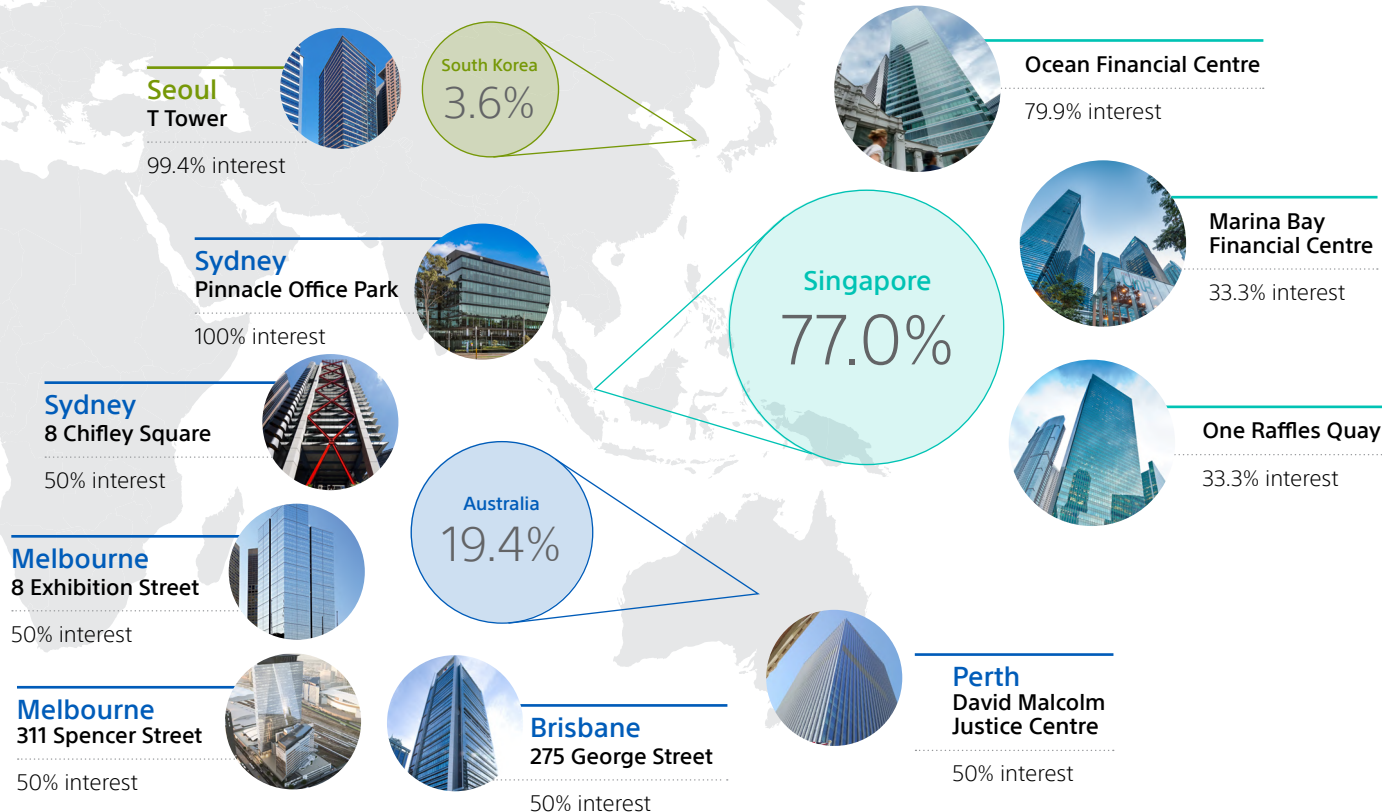 Seoul
T Tower
99.4% interest
South Korea
3.6%
Ocean Financial Centre
79.9% interest
Marina Bay
Financial Centre
33.3% interest
Sydney
Pinnacle Office Park
100% interest
Singapore
77.0%
Sydney
8 Chifley Square
50% interest
One Raffles Quay
33.3% interest
Australia
19.4%
Melbourne
8 Exhibition Street
50% interest
Melbourne
311 Spencer Street
50% interest
Brisbane
275 George Street
50% interest
Perth
David Malcolm
Justice Centre
50% interest